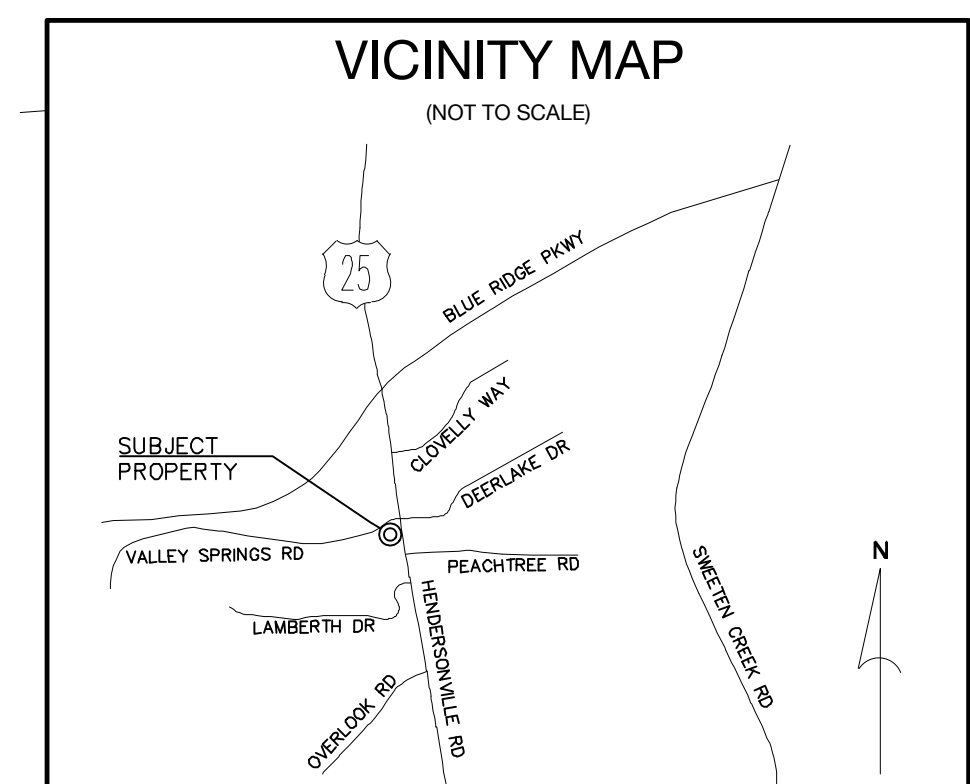 VICINITY MAP
(NOT TO SCALE)
25
BLUE RIDGE PKWY
CLOVELLY WAY
SUBJECT
PROPERTY
DEERLAKE DR
VALLEY SPRINGS RD
PEACHTREE RD
N
LAMBERTH DR
HENDERSONVILLE RD
SWEETEN CREEK RD
OVERLOOK RD